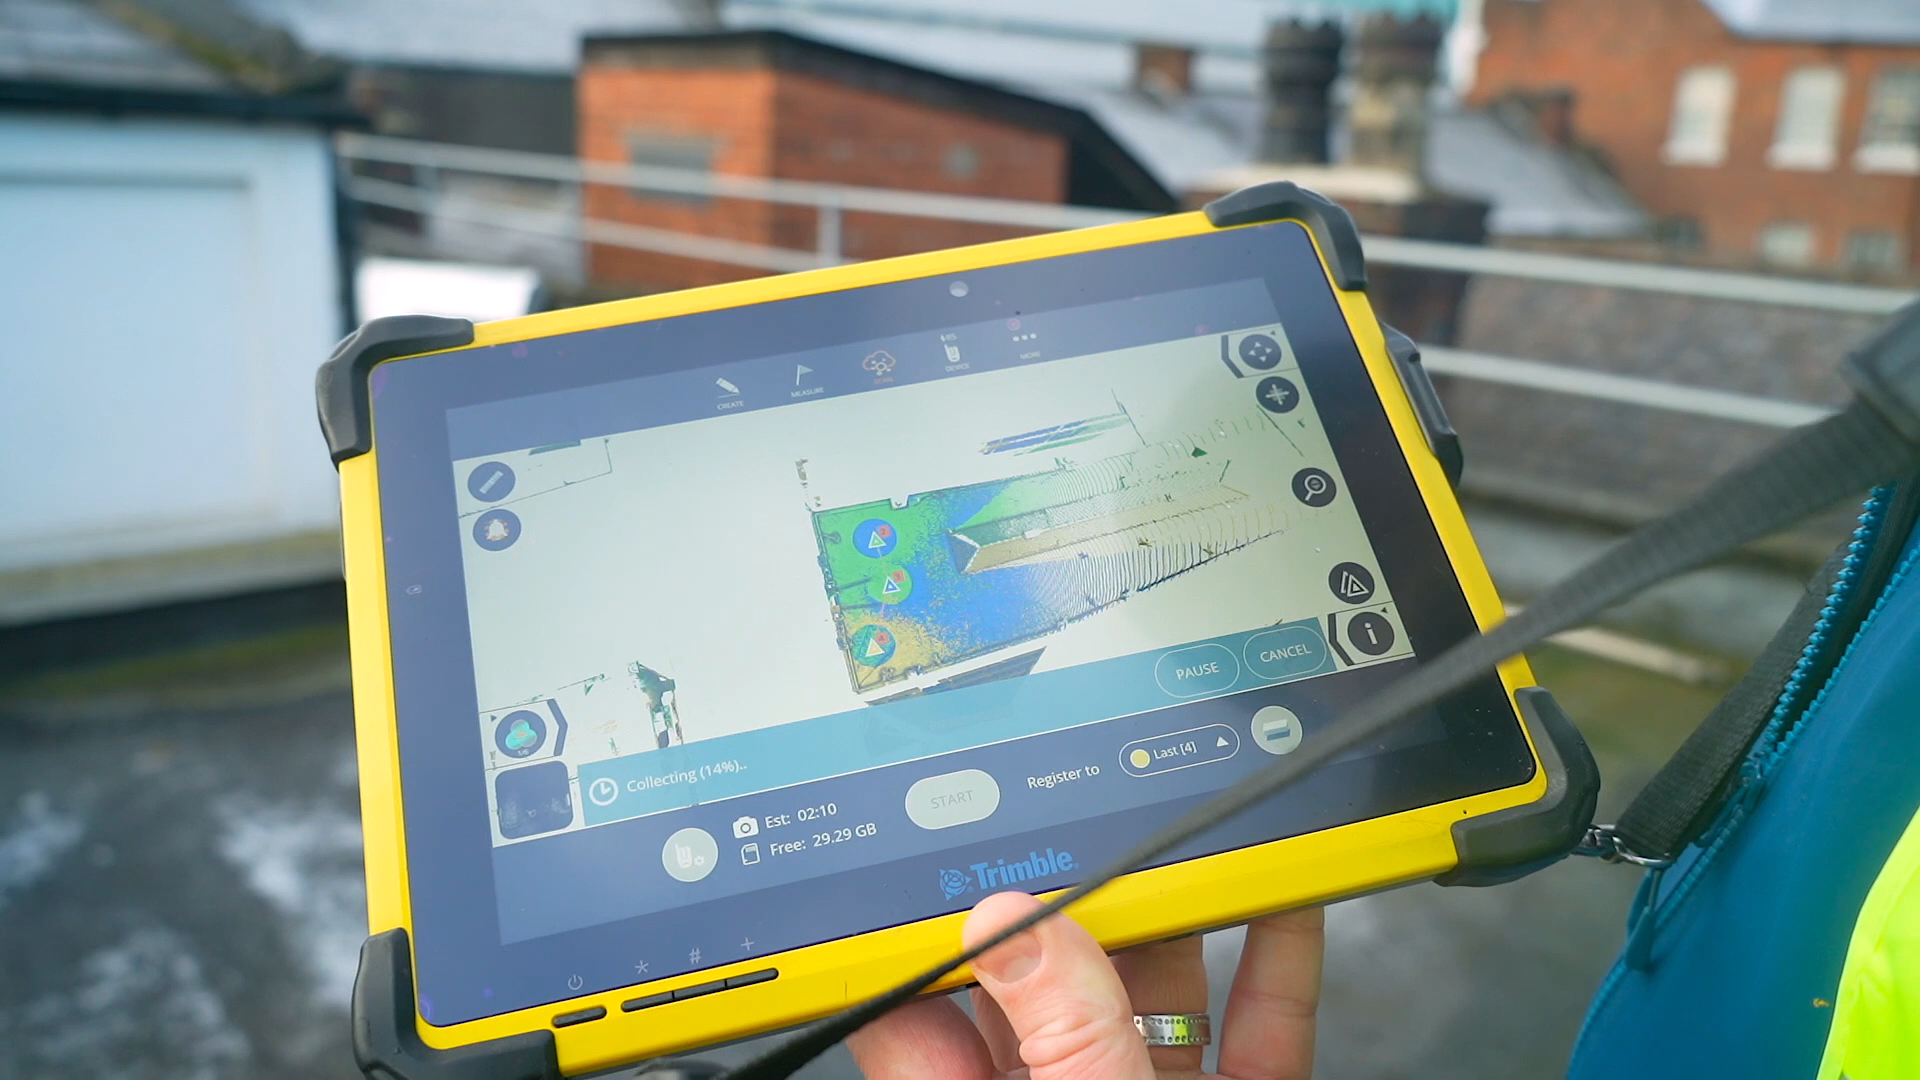 CREATE
MEASURE
SCAN
DEVICE
MORE
PAUSE
CANCEL
Collecting (14%)..
Est: 02:10
Free: 29.29 GB
START
Register to
Last [4]
Trimble